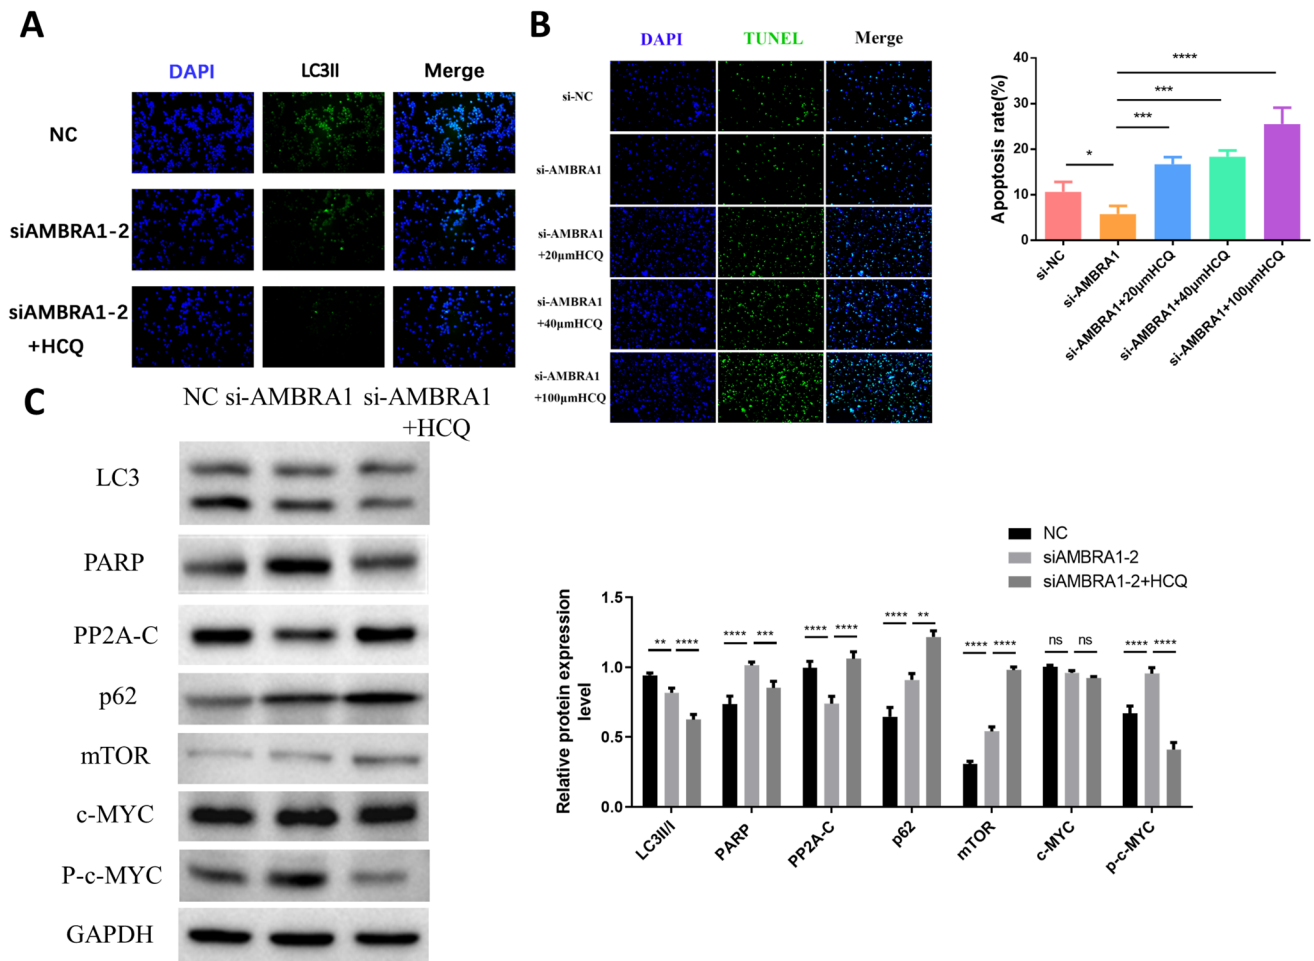 A
DAPI
LC3II
Merge
NC
siAMBRA1-2
siAMBRA1-2
+HCQ
B
DAPI
TUNEL
Merge
si-NC
si-AMBRA1
si-AMBRA1
+20μmHCQ
si-AMBRA1
+40μmHCQ
si-AMBRA1
+100μmHCQ
Apoptosis rate(%)
40
30
20
10
0
*
***
***
****
si-NC
si-AMBRA1
si-AMBRA1+20μmHCQ
si-AMBRA1+40μmHCQ
si-AMBRA1+100μmHCQ
C
NC si-AMBRA1 si-AMBRA1
+HCQ
LC3
PARP
PP2A-C
p62
mTOR
c-MYC
P-c-MYC
GAPDH
NC
siAMBRA1-2
siAMBRA1-2+HCQ
Relative protein expression
level
1.5
1.0
0.5
0.0
** ****
**** ***
**** ****
**** **
**** ****
ns ns
**** ****
LC3II/I
PARP
PP2A-C
p62
mTOR
c-MYC
p-c-MYC